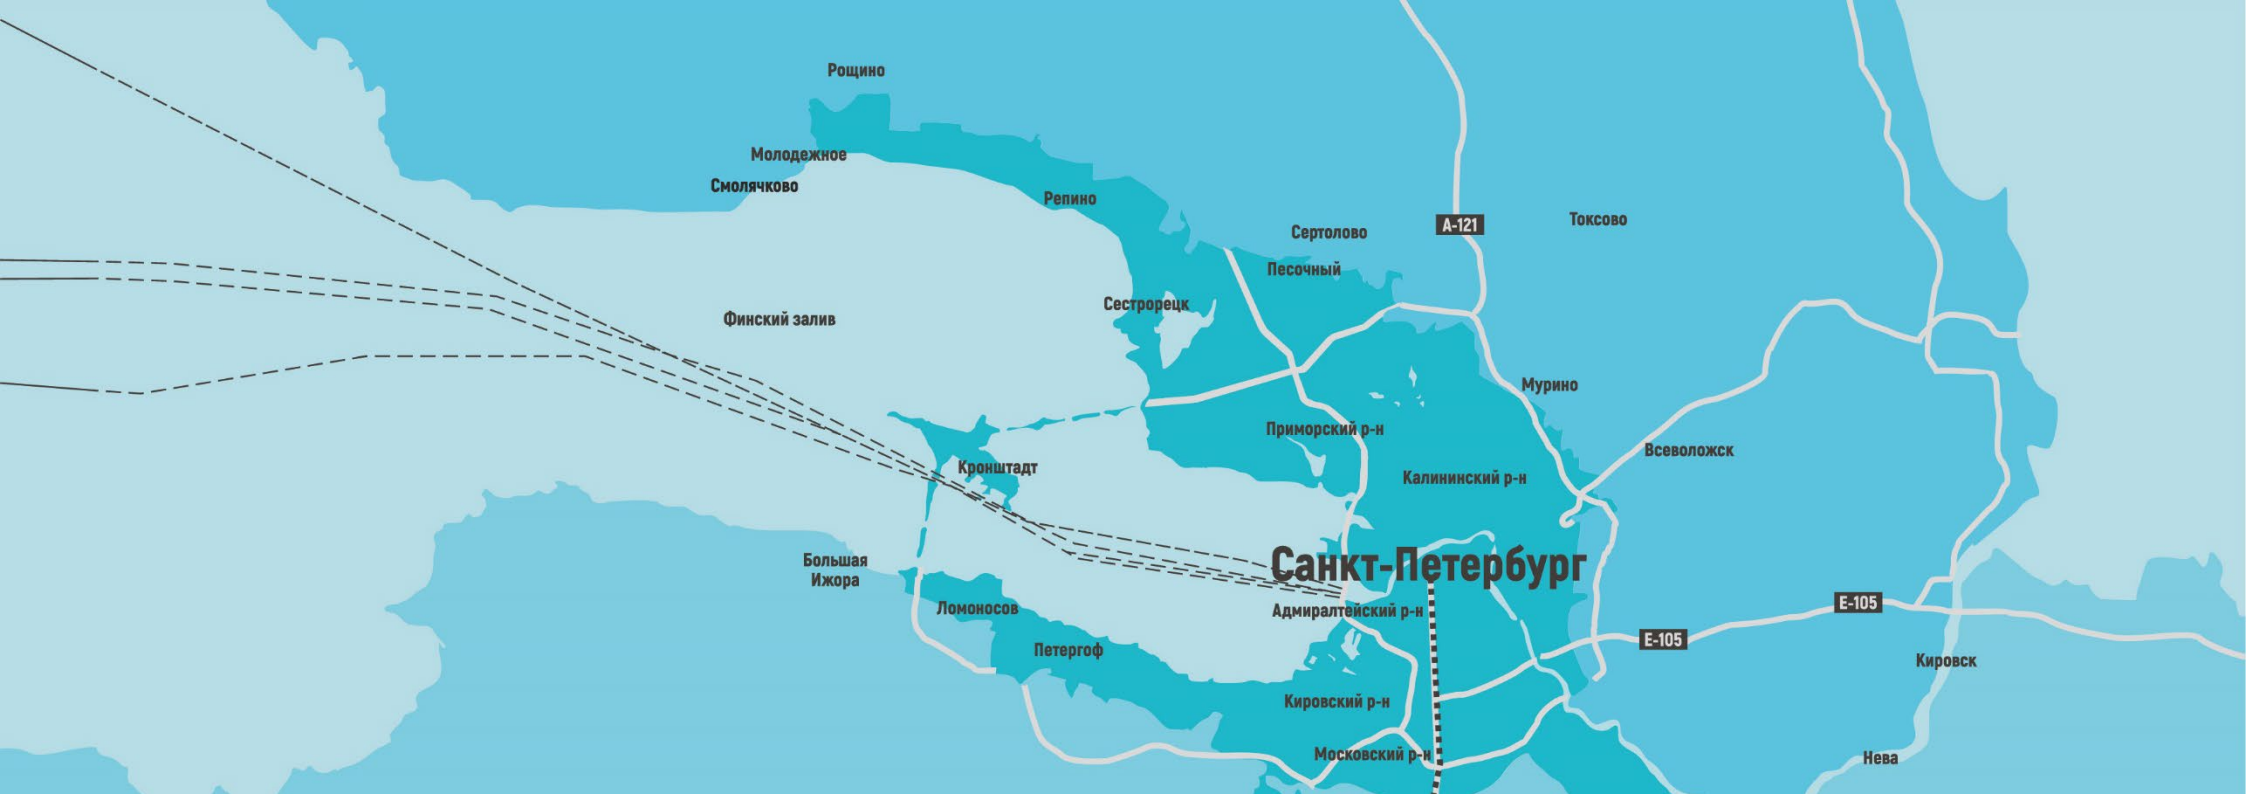 Рощино
Молодежное
Смолячково
Репино
Сертолово
А-121
Токсово
Песочный
Сестрорецк
Финский залив
Мурино
Приморский р-н
Всеволожск
Кронштадт
Калининский р-н
Большая
Ижора
Санкт-Петербург
Ломоносов
Адмиралтейский р-н
Е-105
Е-105
Петергоф
Кировск
Кировский р-н
Московский р-н
Нева